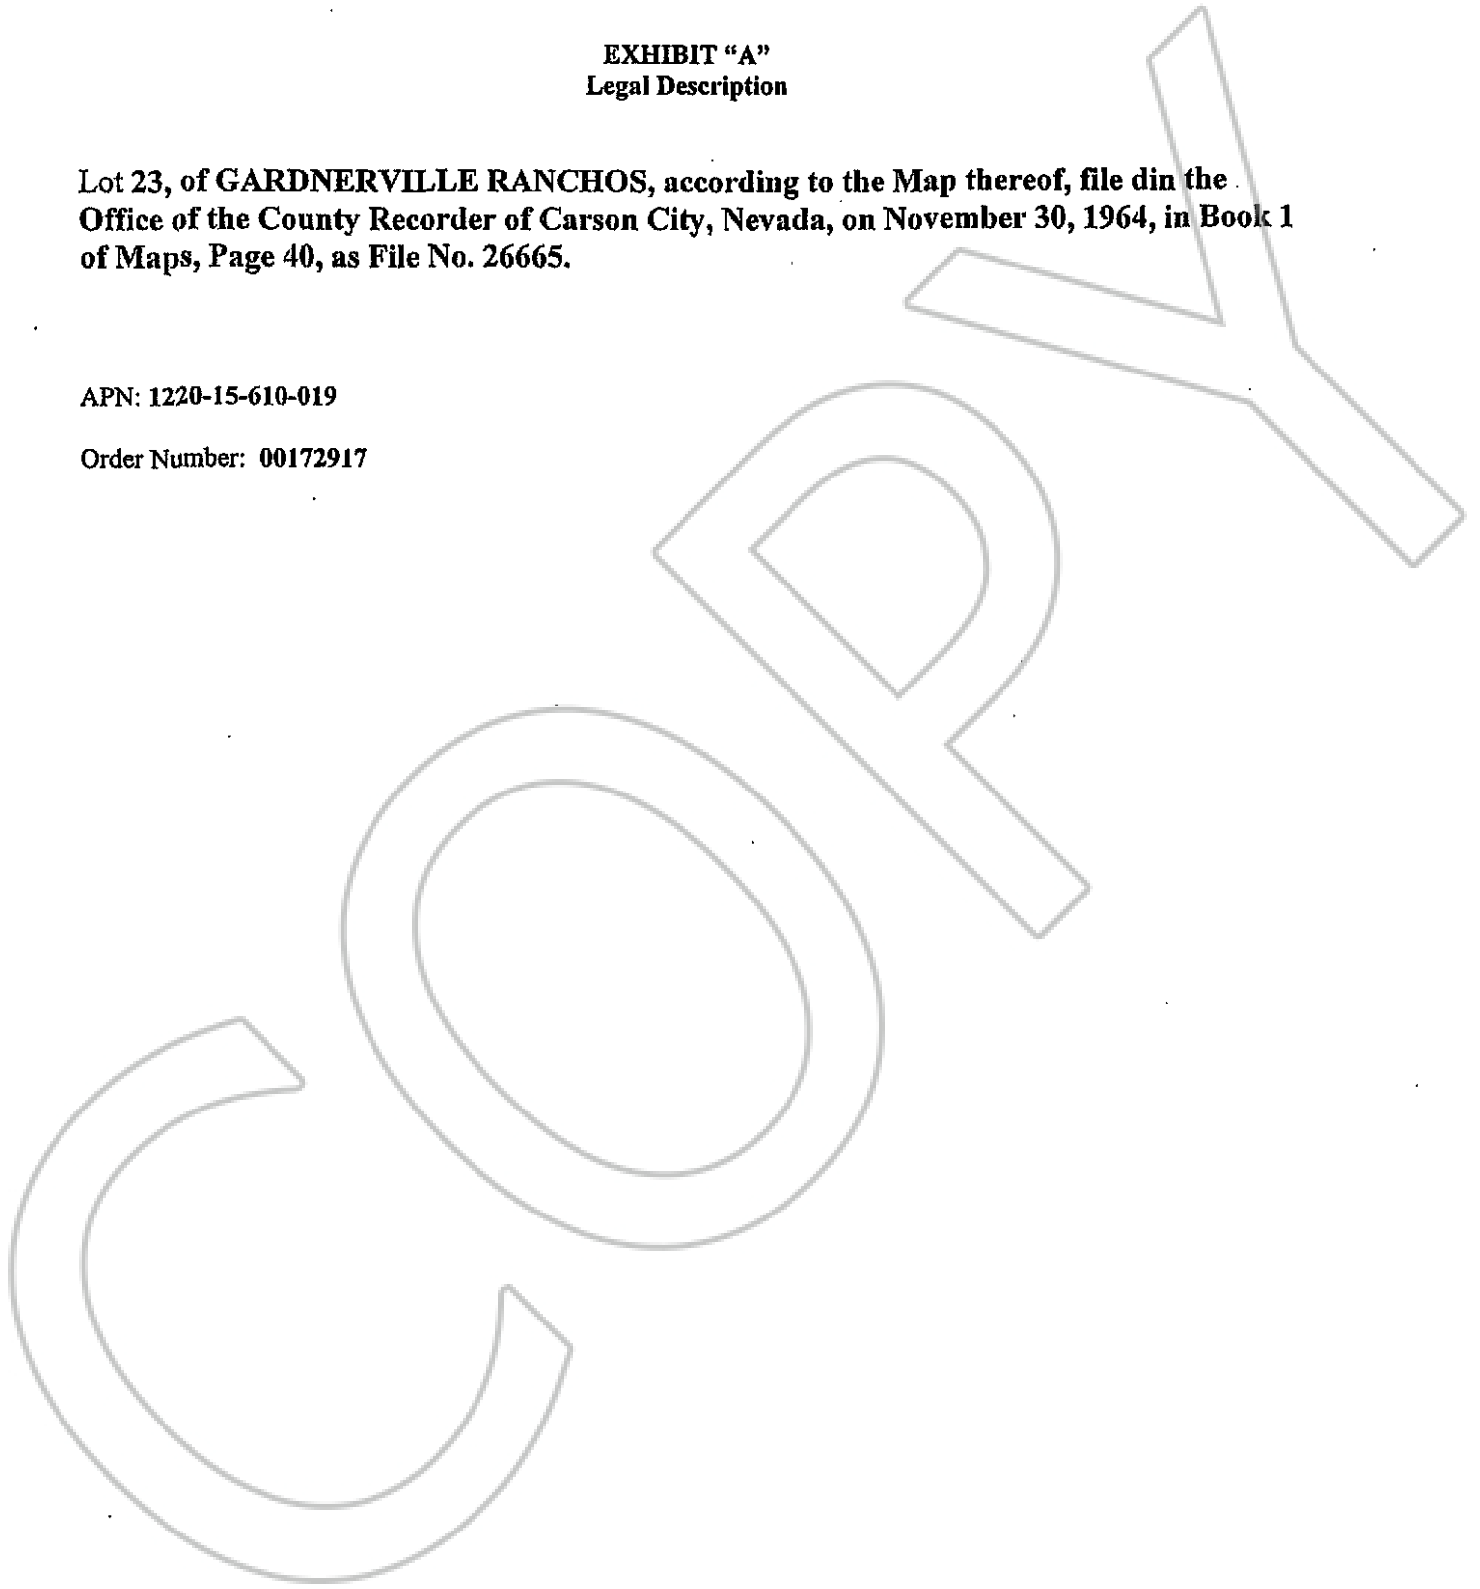 EXHIBIT “A”
Legal Description
Lot 23, of GARDNERVILLE RANCHOS, according to the Map thereof, file din the
Office of the County Recorder of Carson City, Nevada, on November 30, 1964, in Book 1
of Maps, Page 40, as File No. 26665.
APN: 1220-15-610-019
Order Number: 00172917
COPY